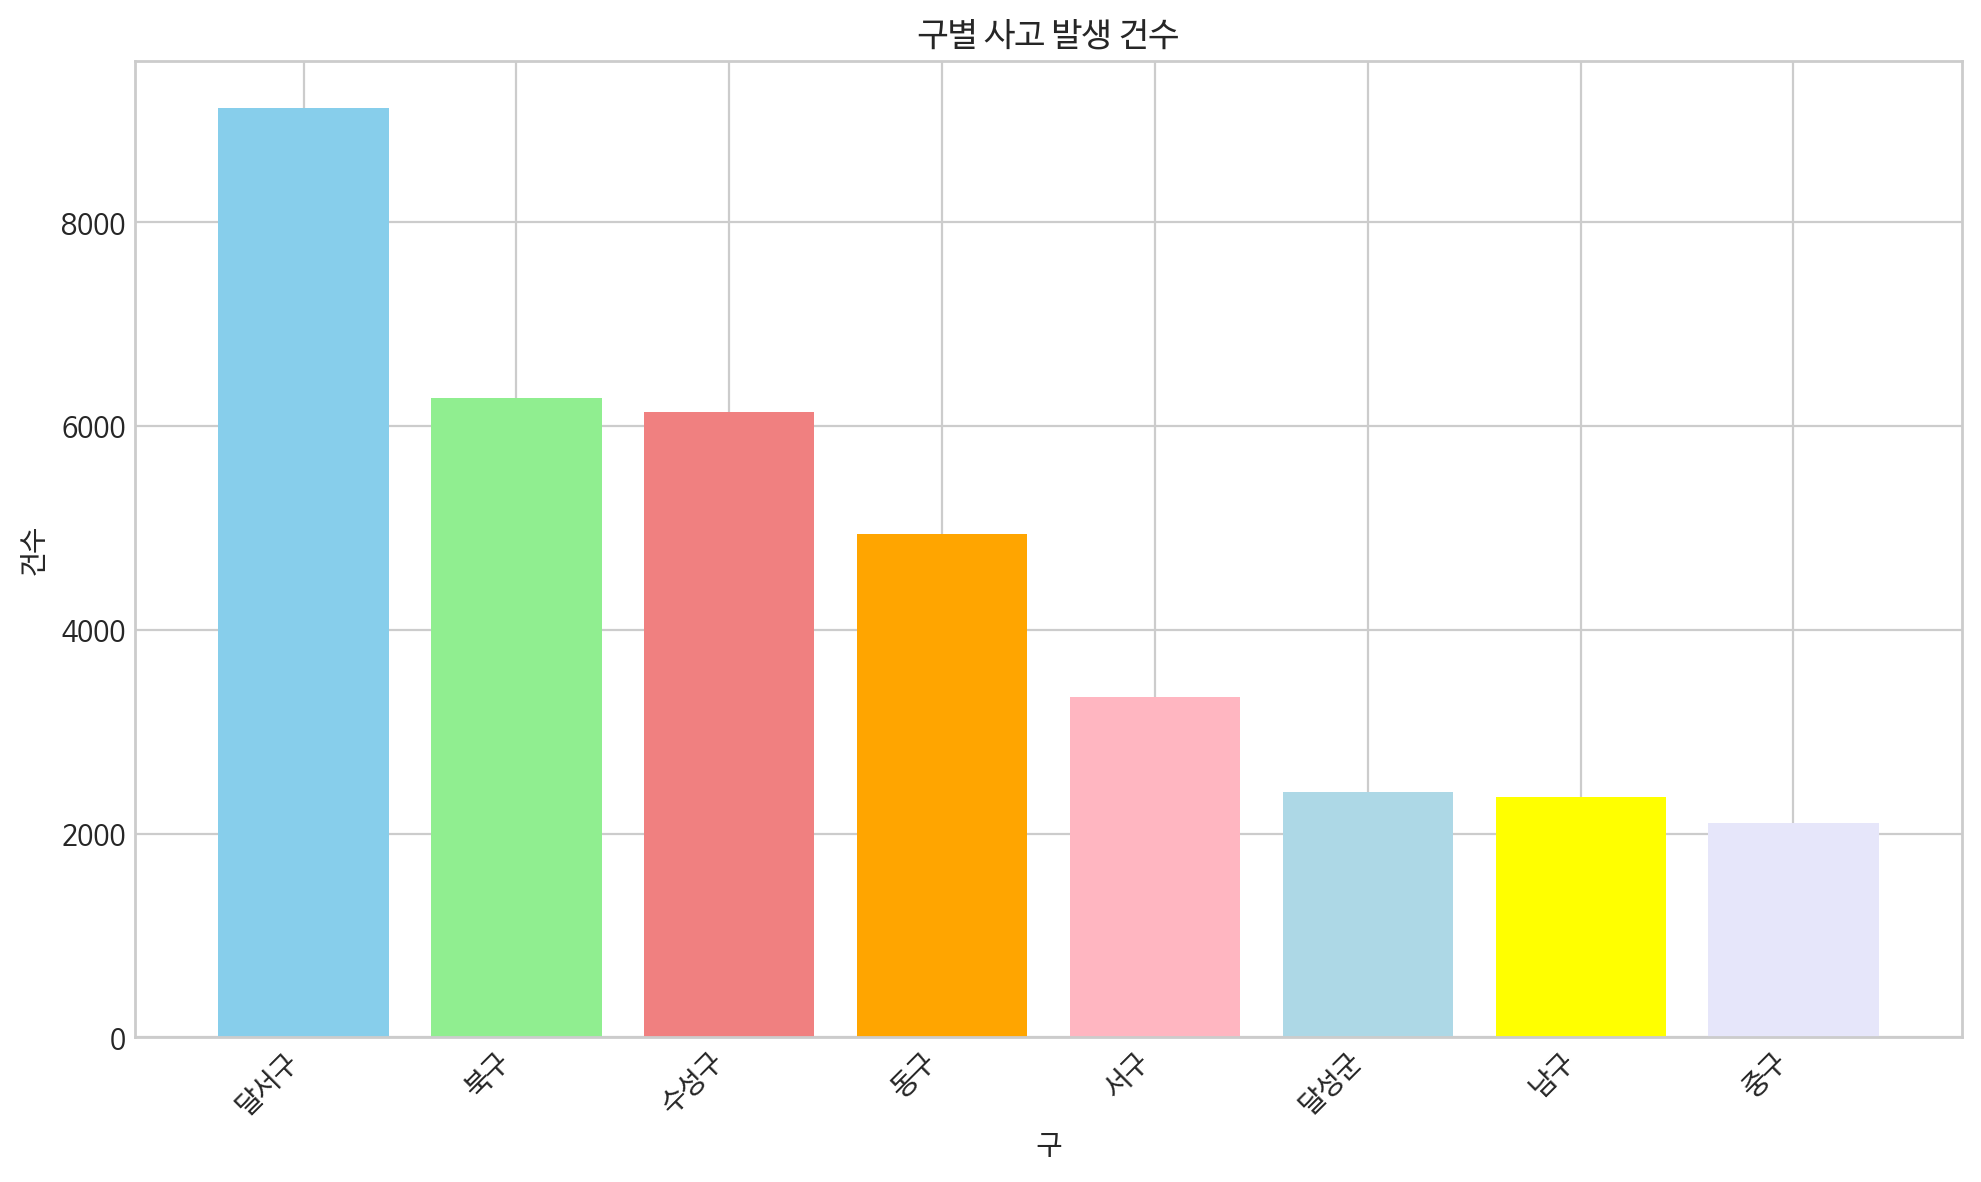 구별 사고 발생 건수
건수
8000
6000
4000
2000
0
달서구
북구
수성구
동구
서구
달성군
남구
중구
구